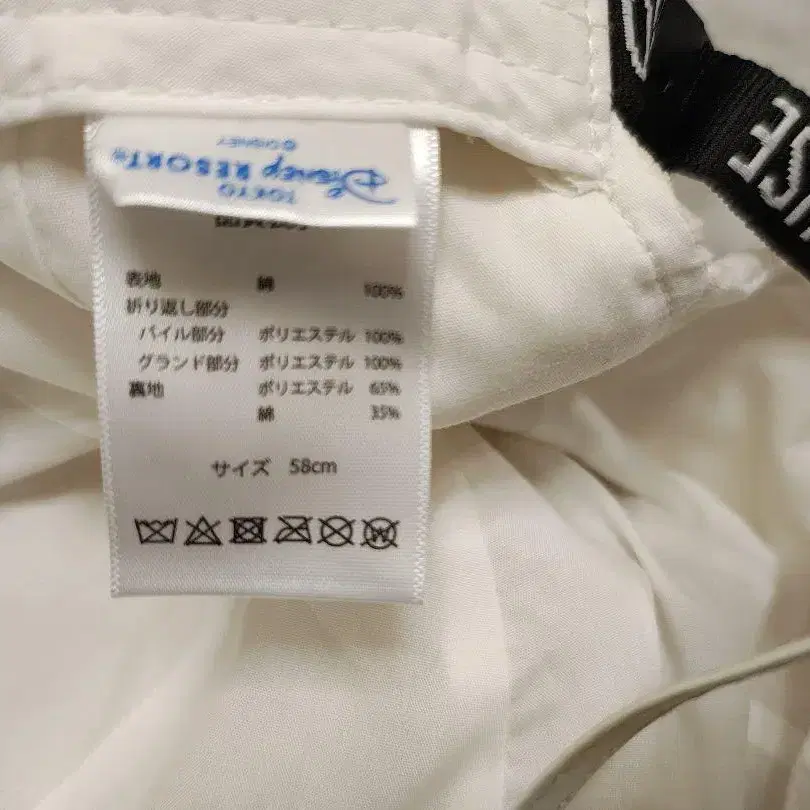 TOKYO
Disney RESORT®
©DISNEY
表地 綿 100%
折り返し部分
パイル部分 ポリエステル 100%
グランド部分 ポリエステル 100%
裏地 ポリエステル 65%
綿 35%
サイズ 58cm
W